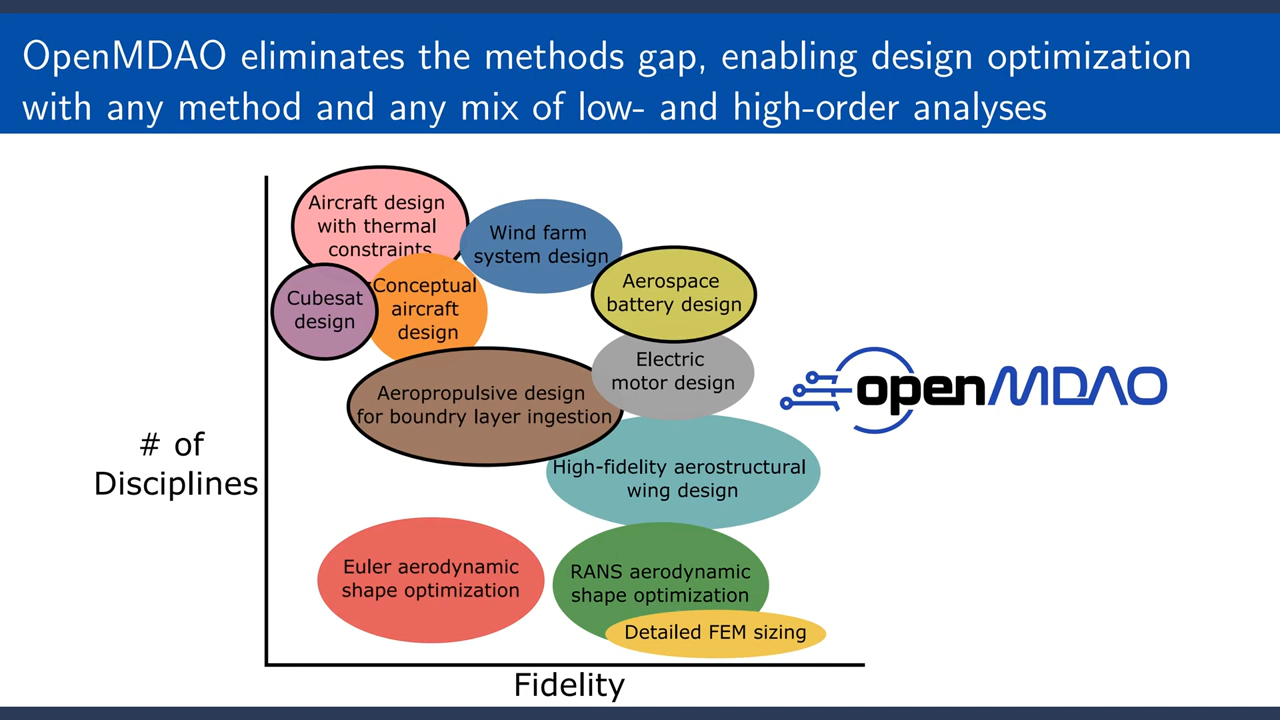 OpenMDAO eliminates the methods gap, enabling design optimization
with any method and any mix of low- and high-order analyses
Aircraft design
with thermal
constraints
Wind farm
system design
Aerospace
battery design
Cubesat
design
Conceptual
aircraft
design
Electric
motor design
Aeropropulsive design
for boundry layer ingestion
openMDAO
# of
Disciplines
High-fidelity aerostructural
wing design
Euler aerodynamic
shape optimization
RANS aerodynamic
shape optimization
Detailed FEM sizing
Fidelity